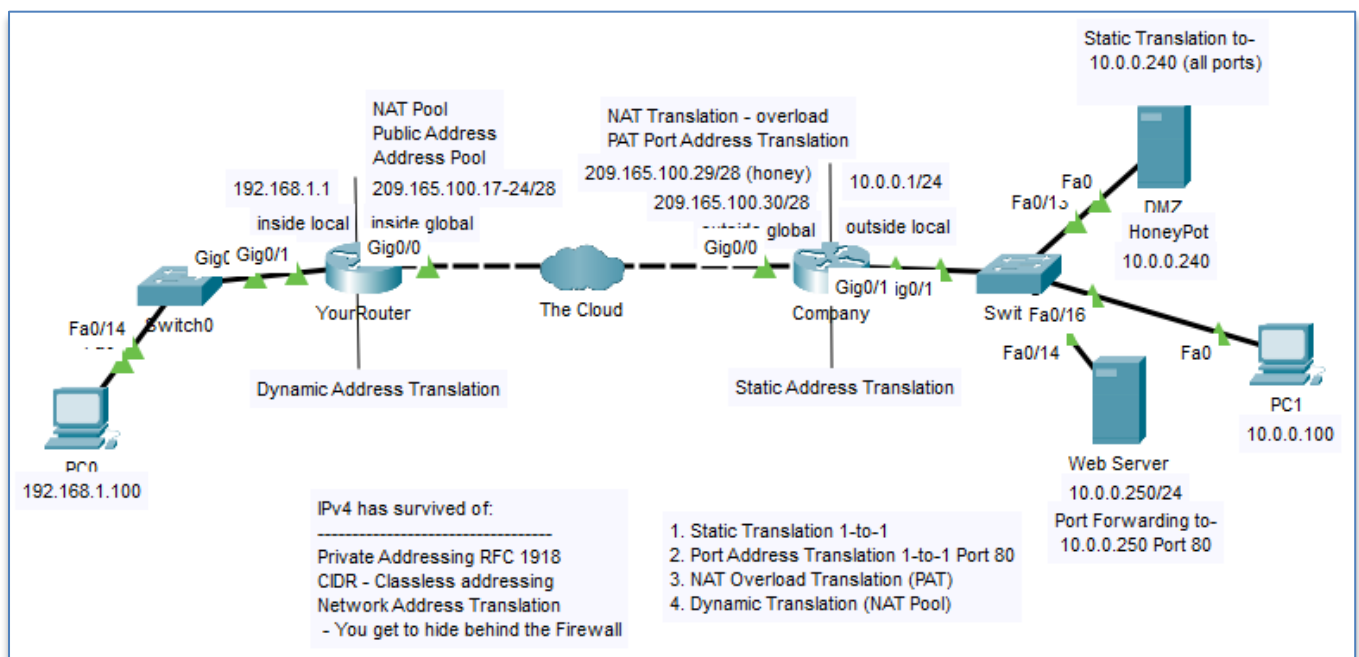 Static Translation to-
10.0.0.240 (all ports)
NAT Pool
Public Address
Address Pool
209.165.100.17-24/28
inside global
192.168.1.1
inside local
NAT Translation - overload
PAT Port Address Translation
209.165.100.29/28 (honey)
209.165.100.30/28
global
10.0.0.1/24
outside local
Fa0
DMZ
HoneyPot
10.0.0.240
Gig0/1
Gig0/0
Gig0/0
Gig0/1
ig0/1
Switch0
YourRouter
The Cloud
Company
Swit
Fa0/16
Fa0/14
Fa0/14
Fa0
Dynamic Address Translation
Static Address Translation
PC0
192.168.1.100
PC1
10.0.0.100
Web Server
10.0.0.250/24
Port Forwarding to-
10.0.0.250 Port 80
IPv4 has survived of:
-----------------------------------
Private Addressing RFC 1918
CIDR - Classless addressing
Network Address Translation
- You get to hide behind the Firewall
1. Static Translation 1-to-1
2. Port Address Translation 1-to-1 Port 80
3. NAT Overload Translation (PAT)
4. Dynamic Translation (NAT Pool)